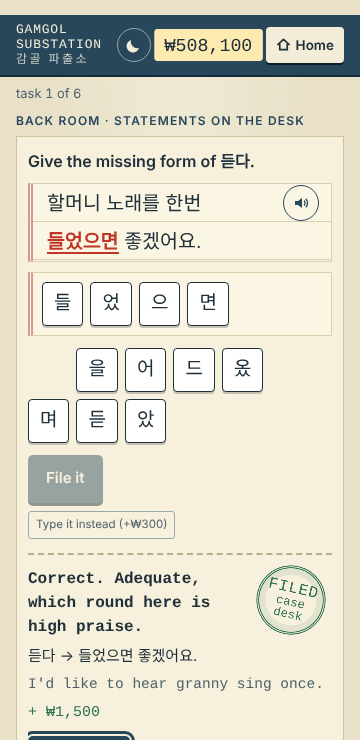 GAMGOL
SUBSTATION
감골 파출소
₩508,100
Home
task 1 of 6
BACK ROOM · STATEMENTS ON THE DESK
Give the missing form of 듣다.
할머니 노래를 한번
들었으면 좋겠어요.
들 었 으 면
을 어 드 웄
며 듣 았
File it
Type it instead (+₩300)
Correct. Adequate,
which round here is
high praise.
FILED
case
desk
듣다 → 들었으면 좋겠어요.
I'd like to hear granny sing once.
+ ₩1,500